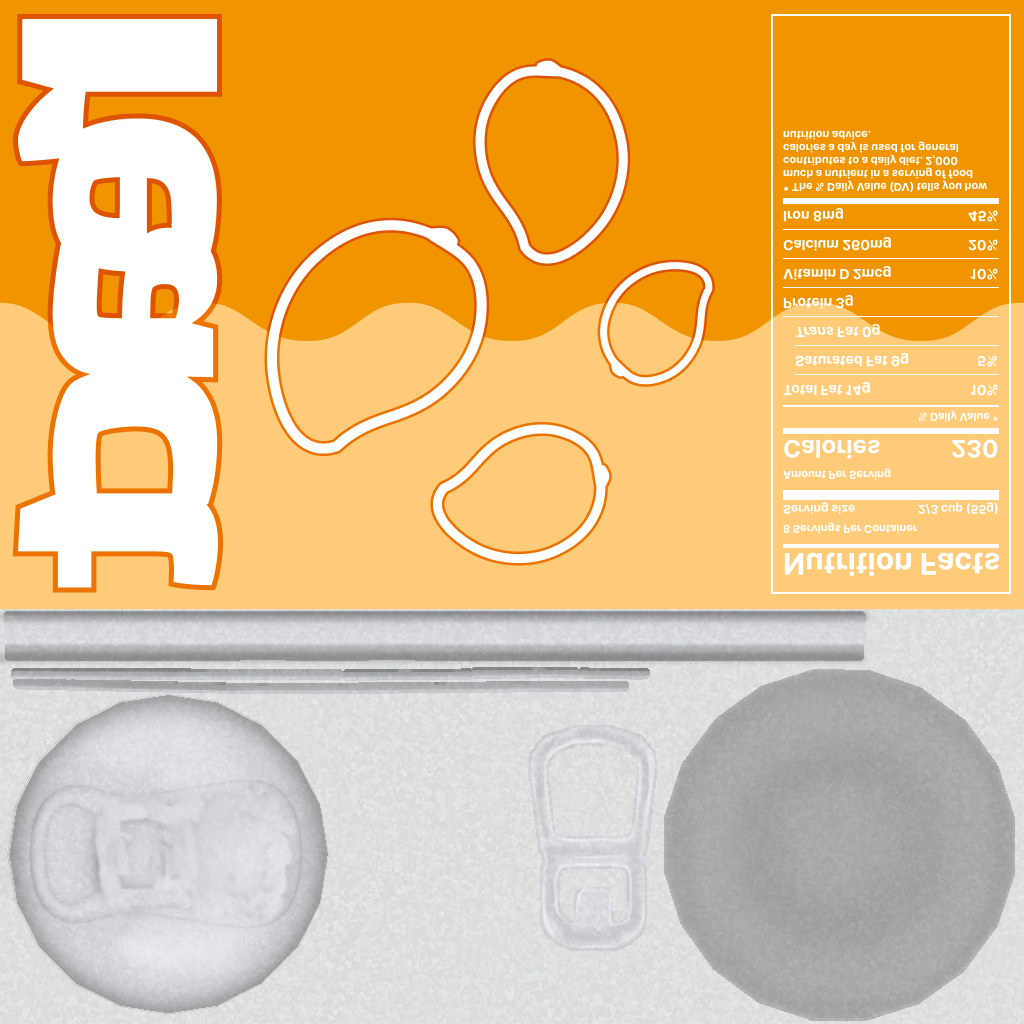 Nutrition Facts
8 Servings Per Container
Serving size 2/3 cup (55g)
Amount Per Serving
Calories 230
% Daily Value *
Total Fat 14g 10%
Saturated Fat 9g 5%
Trans Fat 0g
Protein 3g
Vitamin D 2mcg 10%
Calcium 260mg 20%
Iron 8mg 45%
* The % Daily Value (DV) tells you how
much a nutrient in a serving of food
contributes to a daily diet. 2,000
calories a day is used for general
nutrition advice.